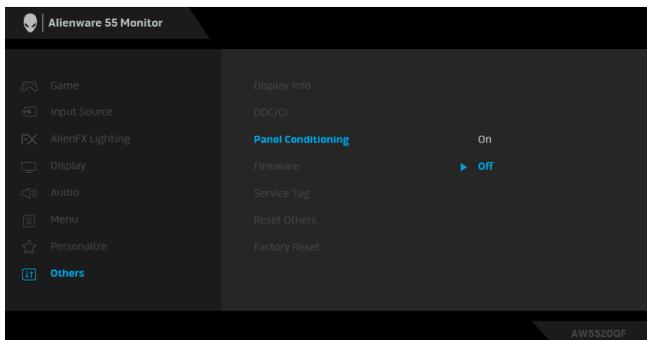 Alienware 55 Monitor
Game
Display Info
Input Source
DDC/CI
FX AlienFX Lighting
Panel Conditioning On
Display
Firmware Off
Audio
Service Tag
Menu
Reset Others
Personalize
Factory Reset
Others
AW5520QF